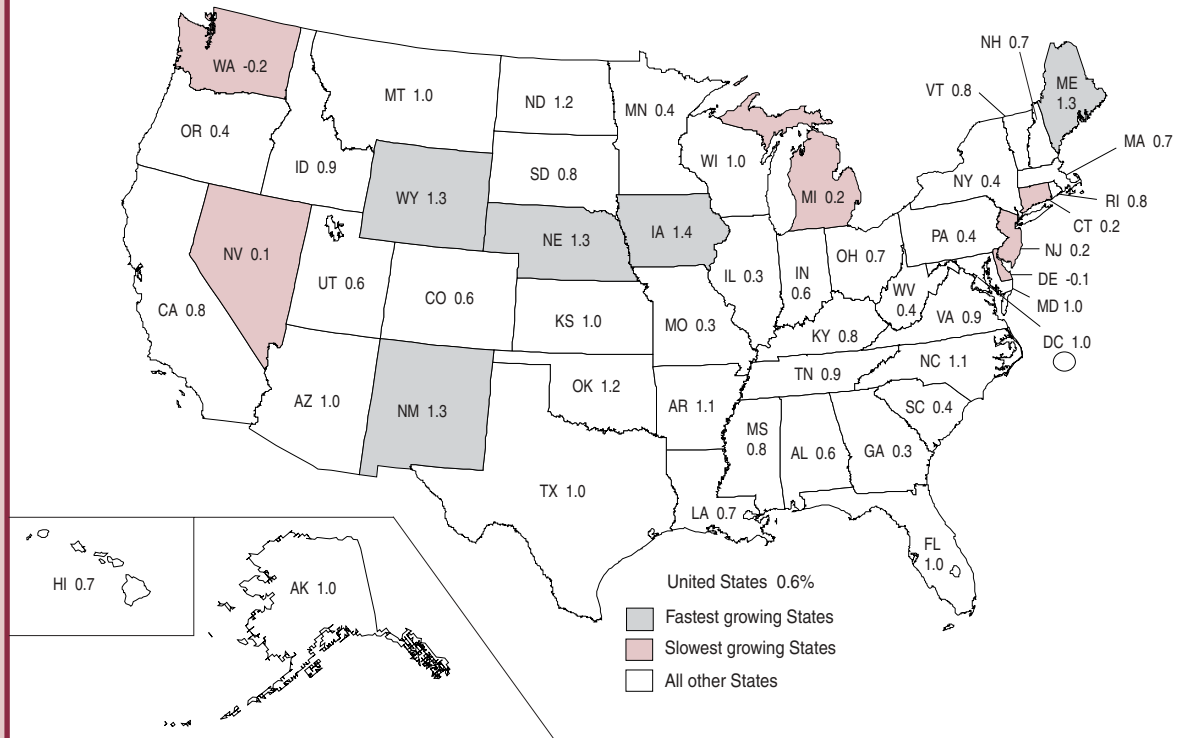 NH 0.7
WA -0.2
MT 1.0
ND 1.2
MN 0.4
VT 0.8
ME
1.3
OR 0.4
ID 0.9
WI 1.0
MA 0.7
SD 0.8
WY 1.3
MI 0.2
NY 0.4
RI 0.8
CT 0.2
NE 1.3
IA 1.4
PA 0.4
NJ 0.2
NV 0.1
UT 0.6
CO 0.6
IL 0.3
IN
0.6
OH 0.7
DE -0.1
WV
0.4
MD 1.0
CA 0.8
KS 1.0
MO 0.3
KY 0.8
VA 0.9
DC 1.0
NC 1.1
TN 0.9
AZ 1.0
NM 1.3
OK 1.2
AR 1.1
SC 0.4
MS
0.8
AL 0.6
GA 0.3
TX 1.0
LA 0.7
FL
1.0
HI 0.7
AK 1.0
United States 0.6%
Fastest growing States
Slowest growing States
All other States